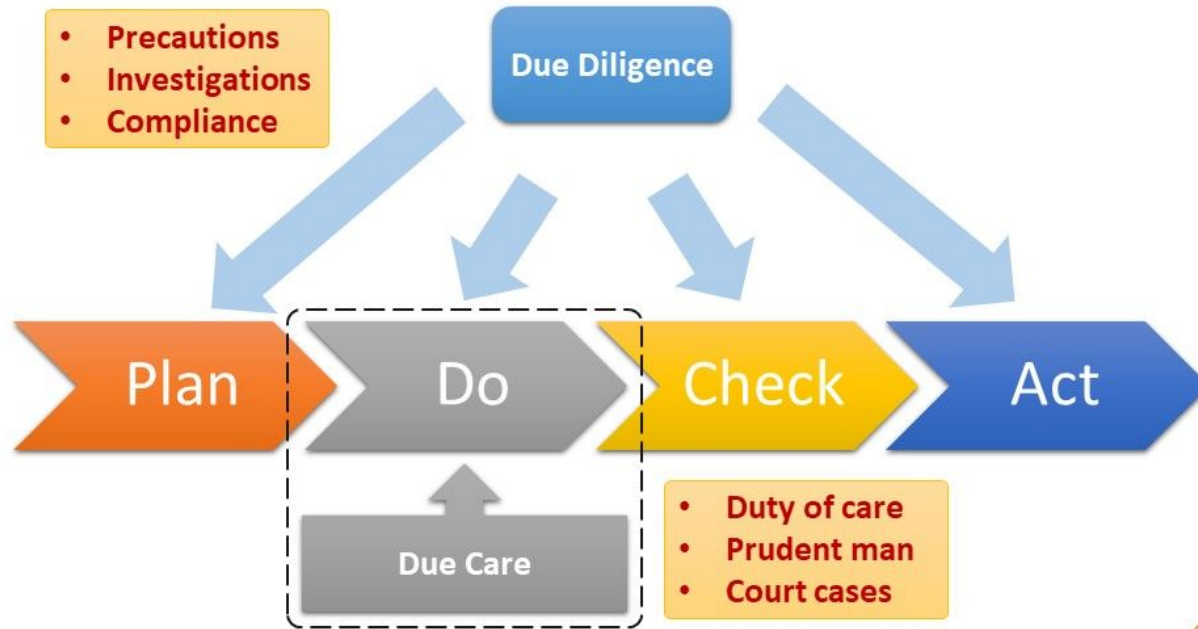 • Precautions
• Investigations
• Compliance
Due Diligence
Plan
Do
Check
Act
Due Care
• Duty of care
• Prudent man
• Court cases